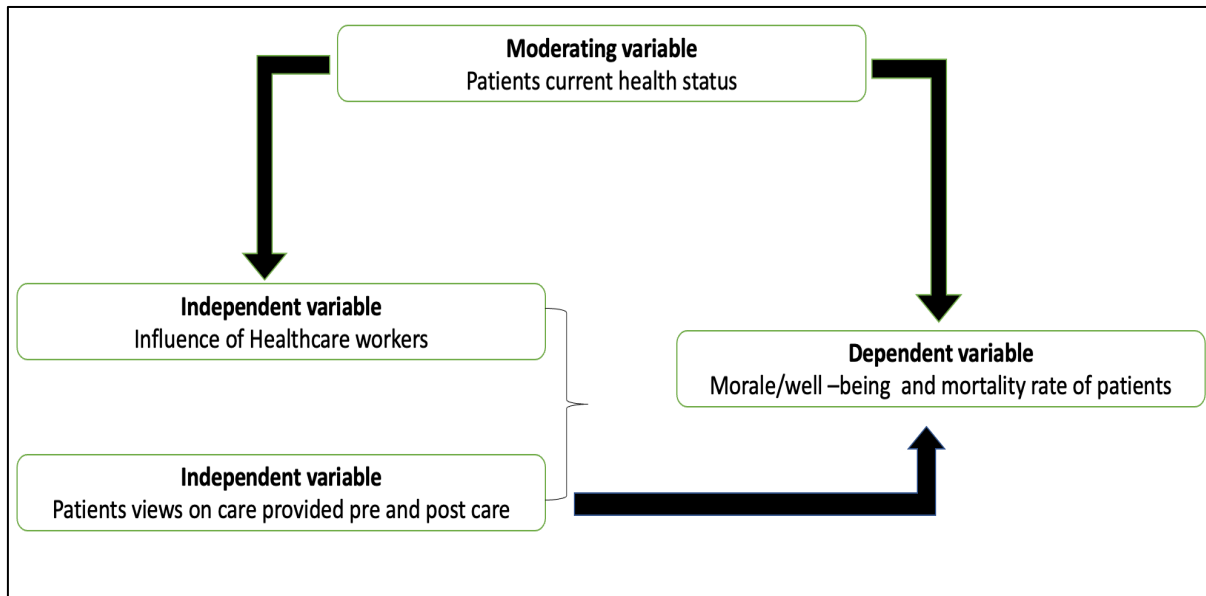 Moderating variable
Patients current health status
Independent variable
Influence of Healthcare workers
Dependent variable
Morale/well –being  and mortality rate of patients
Independent variable
Patients views on care provided pre and post care